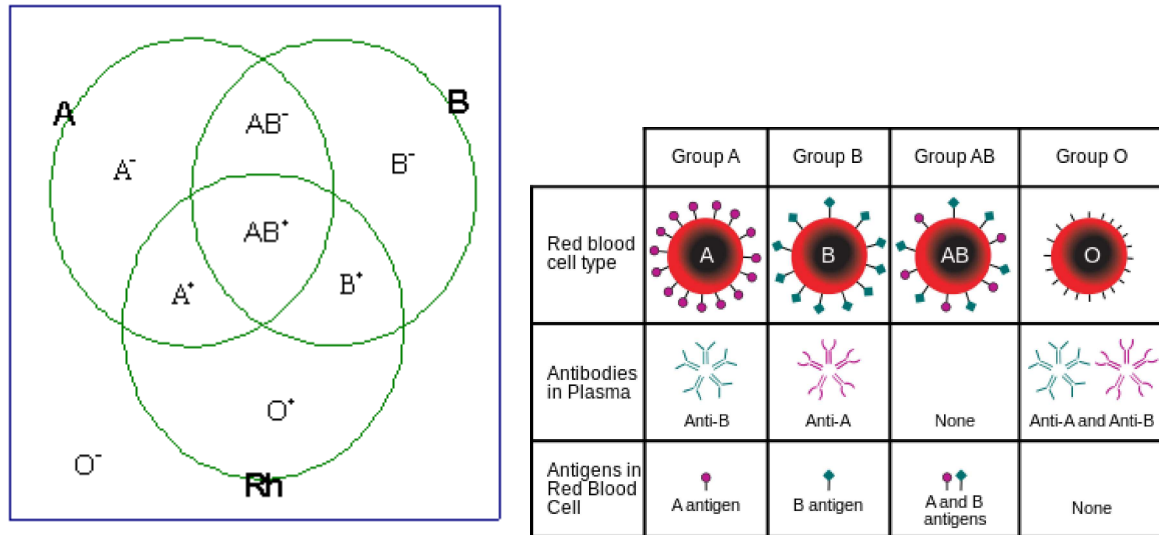 A
B
AB⁻
A⁻
B⁻
AB⁺
A⁺
B⁺
O⁺
O⁻
Rh
Group A
Group B
Group AB
Group O
Red blood
cell type
A
B
AB
O
Antibodies
in Plasma
Anti-B
Anti-A
None
Anti-A and Anti-B
Antigens in
Red Blood
Cell
A antigen
B antigen
A and B
antigens
None